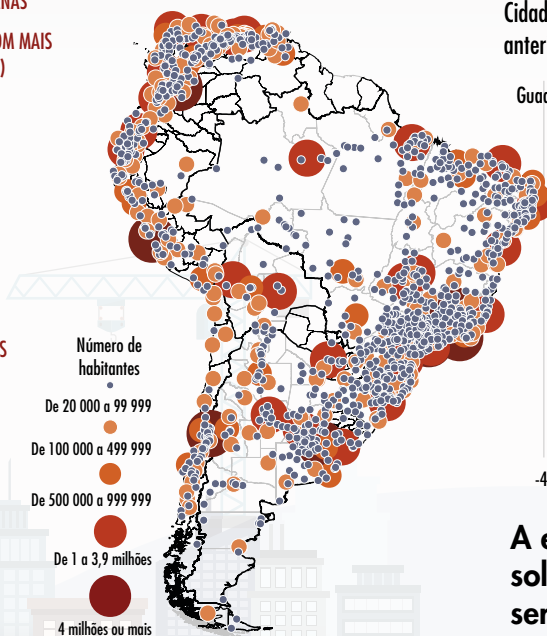 OM MAIS
Cidad
anter
Guad
Número de
habitantes
De 20 000 a 99 999
De 100 000 a 499 999
De 500 000 a 999 999
De 1 a 3,9 milhões
4 milhões ou mais
-4
A e
sol
ser